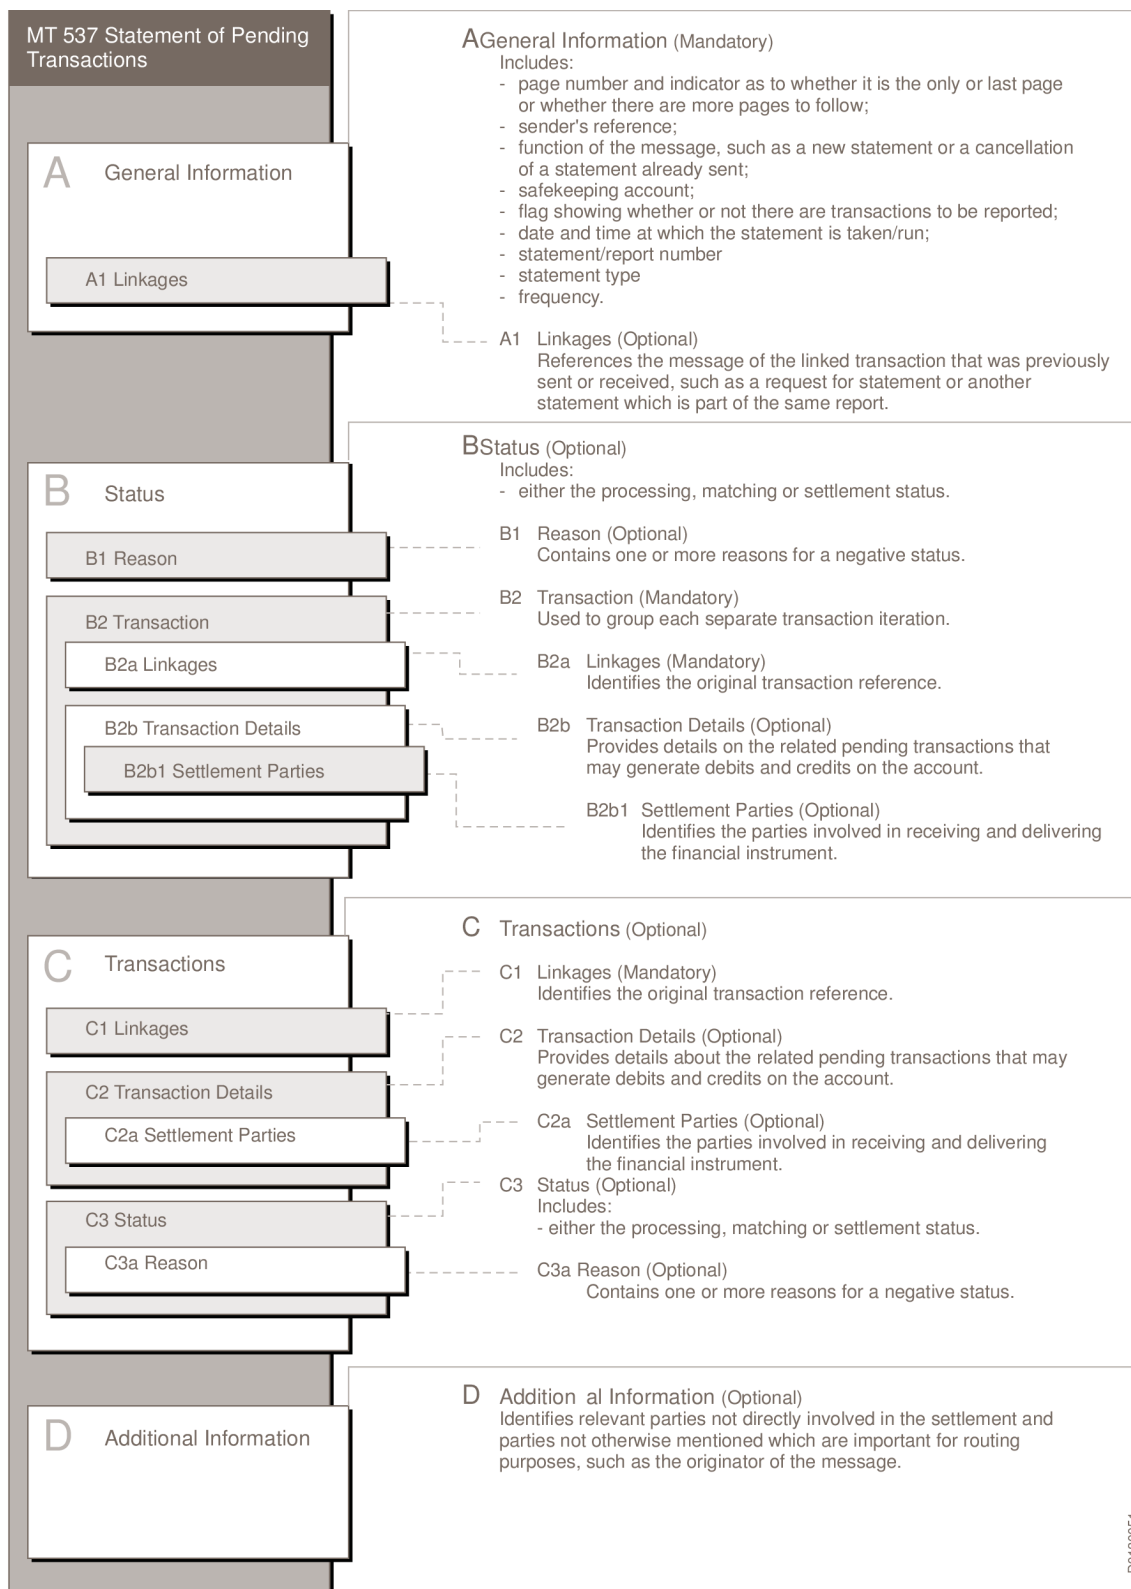 MT 537 Statement of Pending
Transactions
A General Information
A1 Linkages
AGeneral Information (Mandatory)
Includes:
- page number and indicator as to whether it is the only or last page
or whether there are more pages to follow;
- sender's reference;
- function of the message, such as a new statement or a cancellation
of a statement already sent;
- safekeeping account;
- flag showing whether or not there are transactions to be reported;
- date and time at which the statement is taken/run;
- statement/report number
- statement type
- frequency.
A1 Linkages (Optional)
References the message of the linked transaction that was previously
sent or received, such as a request for statement or another
statement which is part of the same report.
B Status
B1 Reason
B2 Transaction
B2a Linkages
B2b Transaction Details
B2b1 Settlement Parties
BStatus (Optional)
Includes:
- either the processing, matching or settlement status.
B1 Reason (Optional)
Contains one or more reasons for a negative status.
B2 Transaction (Mandatory)
Used to group each separate transaction iteration.
B2a Linkages (Mandatory)
Identifies the original transaction reference.
B2b Transaction Details (Optional)
Provides details on the related pending transactions that
may generate debits and credits on the account.
B2b1 Settlement Parties (Optional)
Identifies the parties involved in receiving and delivering
the financial instrument.
C Transactions
C1 Linkages
C2 Transaction Details
C2a Settlement Parties
C3 Status
C3a Reason
C Transactions (Optional)
C1 Linkages (Mandatory)
Identifies the original transaction reference.
C2 Transaction Details (Optional)
Provides details about the related pending transactions that may
generate debits and credits on the account.
C2a Settlement Parties (Optional)
Identifies the parties involved in receiving and delivering
the financial instrument.
C3 Status (Optional)
Includes:
- either the processing, matching or settlement status.
C3a Reason (Optional)
Contains one or more reasons for a negative status.
D Additional Information
D Addition al Information (Optional)
Identifies relevant parties not directly involved in the settlement and
parties not otherwise mentioned which are important for routing
purposes, such as the originator of the message.